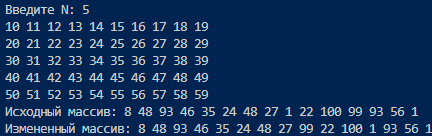 Введите N: 5
10 11 12 13 14 15 16 17 18 19
20 21 22 23 24 25 26 27 28 29
30 31 32 33 34 35 36 37 38 39
40 41 42 43 44 45 46 47 48 49
50 51 52 53 54 55 56 57 58 59
Исходный массив: 8 48 93 46 35 24 48 27 1 22 100 99 93 56 1
Измененный массив: 8 48 93 46 35 24 48 27 99 22 100 1 93 56 1